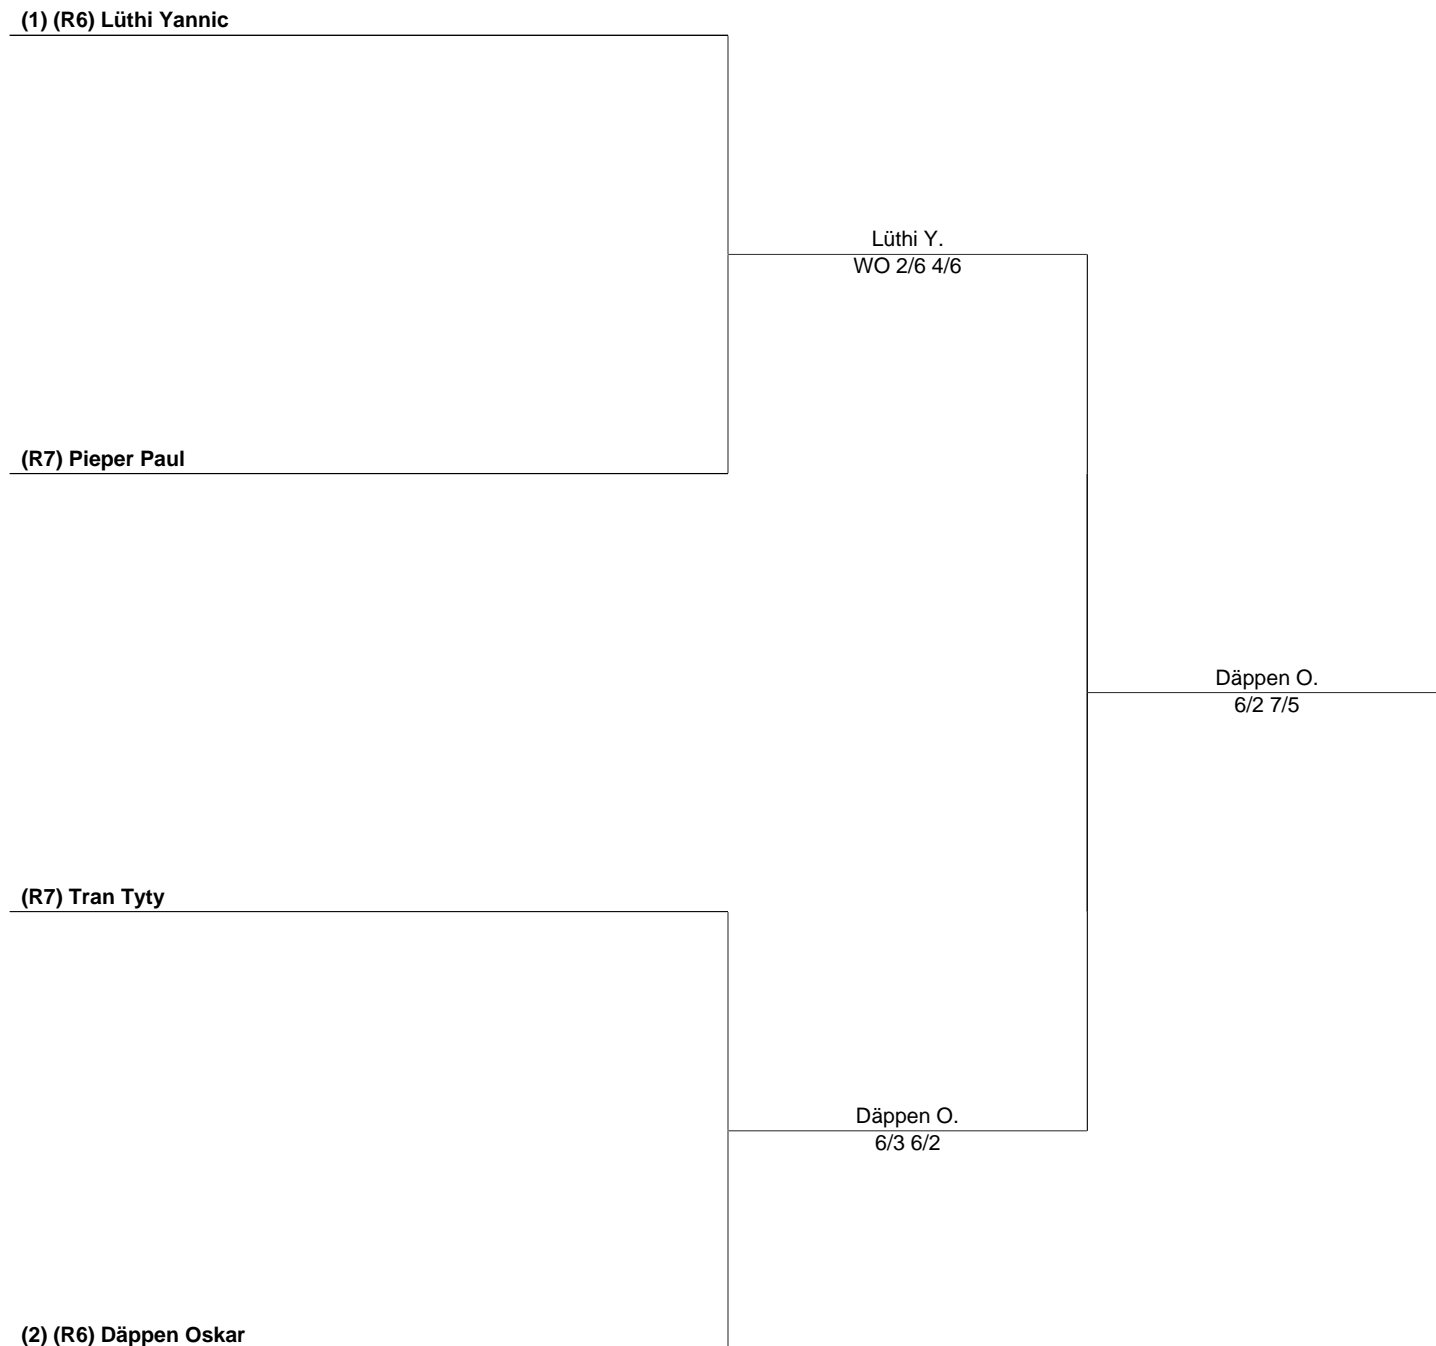 (1) (R6) Lüthi Yannic
Lüthi Y.
WO 2/6 4/6
(R7) Pieper Paul
Däppen O.
6/2 7/5
(R7) Tran Tyty
Däppen O.
6/3 6/2
(2) (R6) Däppen Oskar